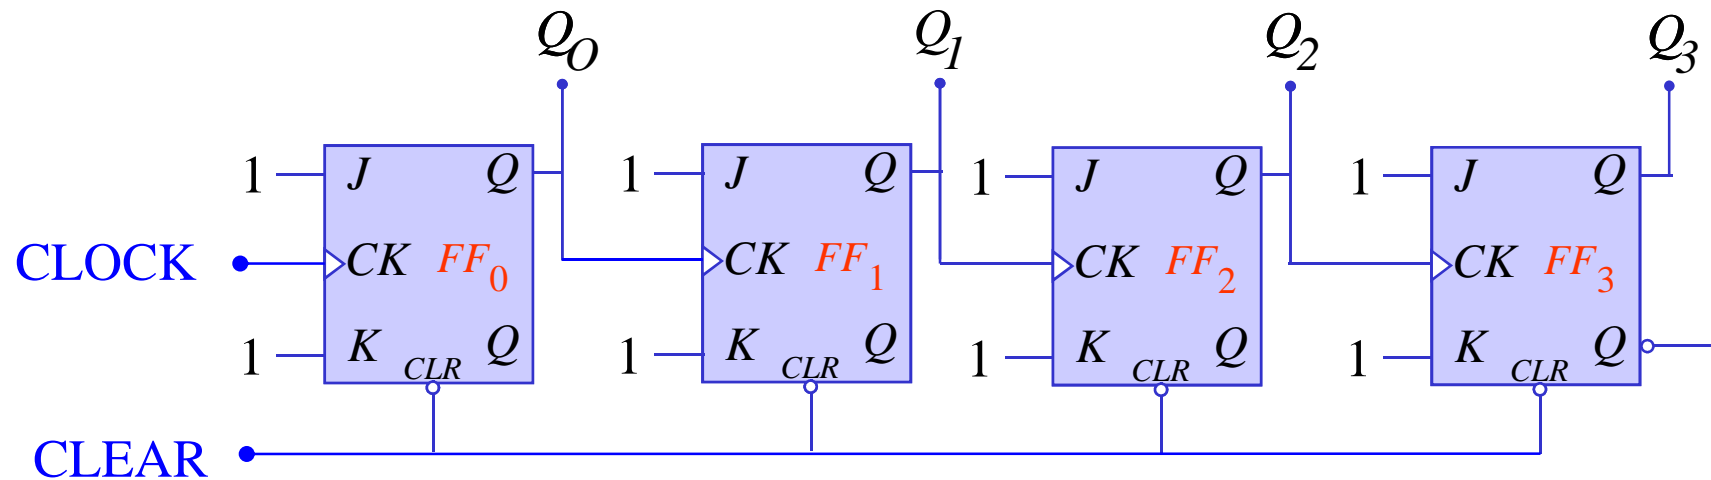 Q0 Q1 Q2 Q3
1 J Q 1 J Q 1 J Q 1 J Q
CLOCK CK FF0 CK FF1 CK FF2 CK FF3
1 K CLR Q 1 K CLR Q 1 K CLR Q 1 K CLR Q
CLEAR